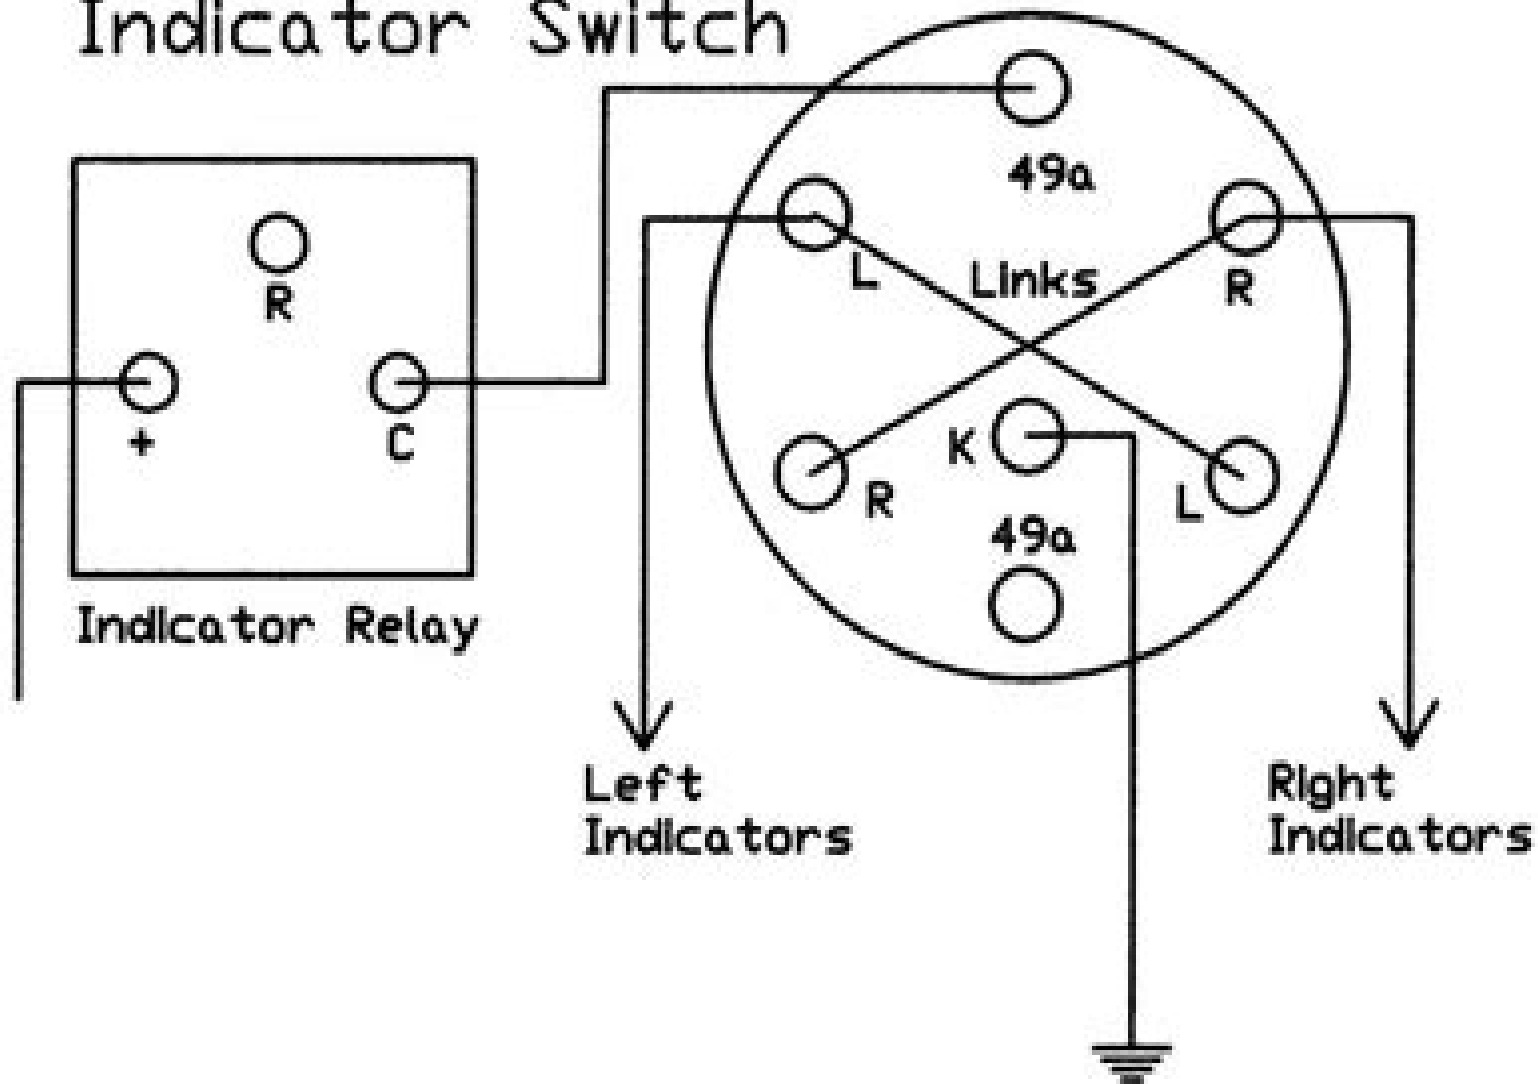 Indicator Switch
49a
R
L
Links
R
+
C
K
R
L
49a
Indicator Relay
Left
Indicators
Right
Indicators